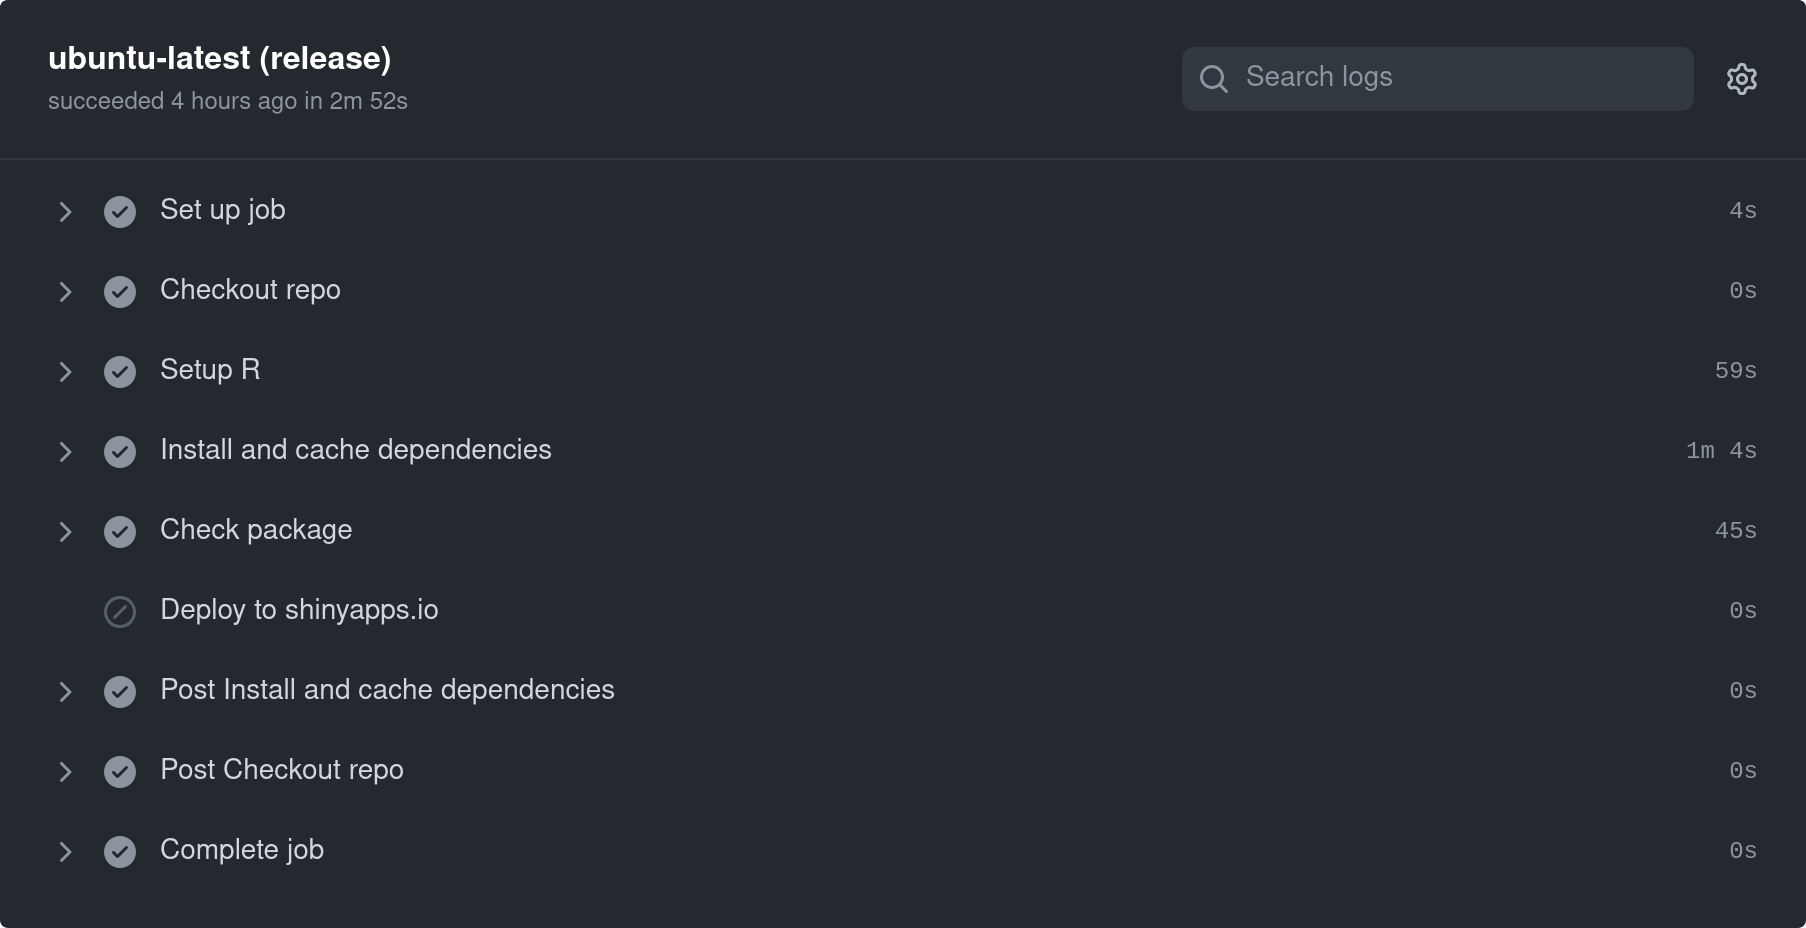 ubuntu-latest (release)
succeeded 4 hours ago in 2m 52s
Search logs
Set up job 4s
Checkout repo 0s
Setup R 59s
Install and cache dependencies 1m 4s
Check package 45s
Deploy to shinyapps.io 0s
Post Install and cache dependencies 0s
Post Checkout repo 0s
Complete job 0s